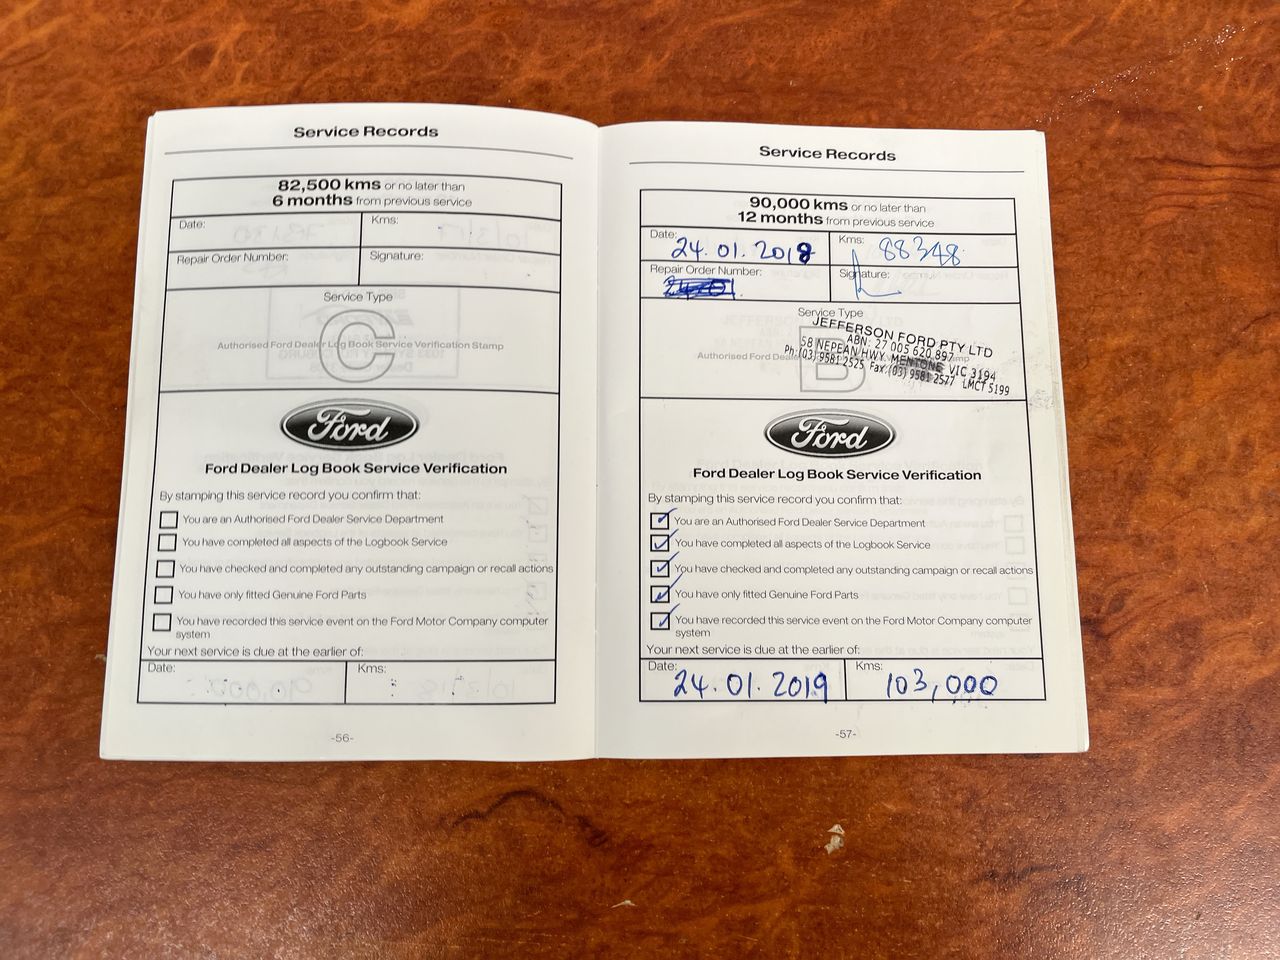 Service Records
82,500 kms or no later than
6 months from previous service
Date:
Kms:
Repair Order Number:
Signature:
Service Type
C
Authorised Ford Dealer Log Book Service Verification Stamp
Ford
Ford Dealer Log Book Service Verification
By stamping this service record you confirm that:
You are an Authorised Ford Dealer Service Department
You have completed all aspects of the Logbook Service
You have checked and completed any outstanding campaign or recall actions
You have only fitted Genuine Ford Parts
You have recorded this service event on the Ford Motor Company computer
system
Your next service is due at the earlier of:
Date:
Kms:
-56-
Service Records
90,000 kms or no later than
12 months from previous service
Date: 24.01.2018
Kms: 88348
Repair Order Number:
Signature:
Service Type
B
Authorised Ford Dealer
JEFFERSON FORD PTY LTD
ABN: 27 005 620 897
58 NEPEAN HWY. MENTONE VIC 3194
Ph:(03) 9581 2525 Fax:(03) 9581 2577 LMCT 5199
Ford
Ford Dealer Log Book Service Verification
By stamping this service record you confirm that:
You are an Authorised Ford Dealer Service Department
You have completed all aspects of the Logbook Service
You have checked and completed any outstanding campaign or recall actions
You have only fitted Genuine Ford Parts
You have recorded this service event on the Ford Motor Company computer
system
Your next service is due at the earlier of:
Date: 24.01.2019
Kms: 103,000
-57-